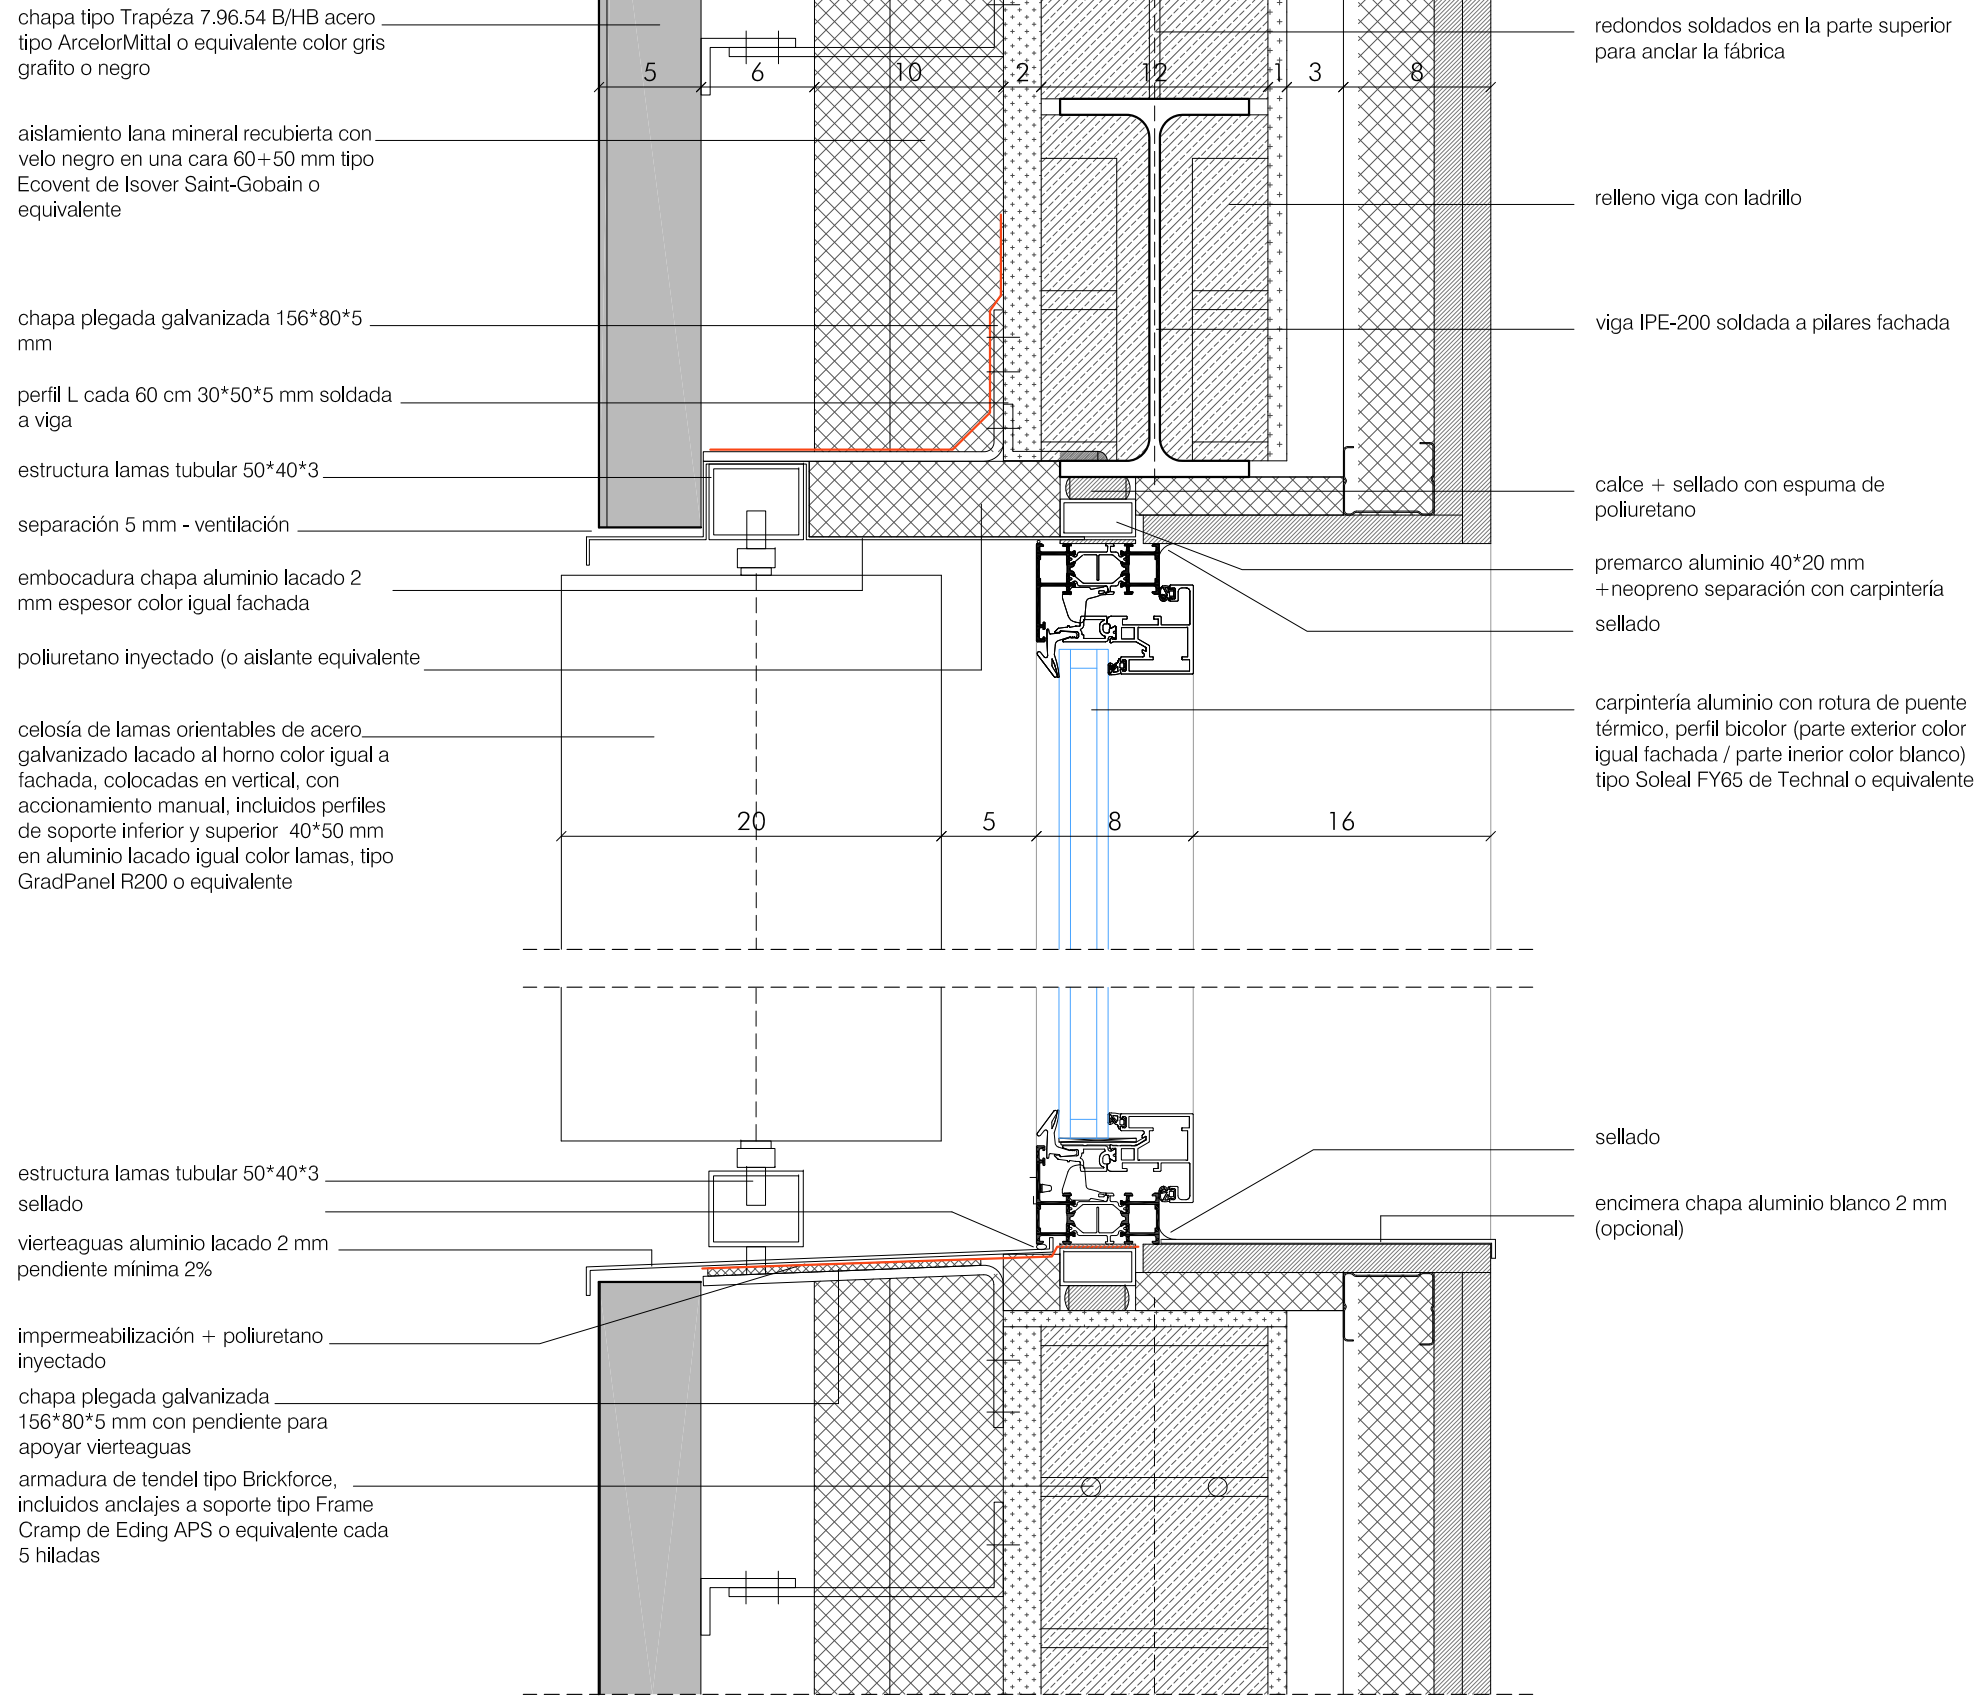 chapa tipo Trapéza 7.96.54 B/HB acero
tipo ArcelorMittal o equivalente color gris
grafito o negro
aislamiento lana mineral recubierta con
velo negro en una cara 60+50 mm tipo
Ecovent de Isover Saint-Gobain o
equivalente
chapa plegada galvanizada 156*80*5
mm
perfil L cada 60 cm 30*50*5 mm soldada
a viga
estructura lamas tubular 50*40*3
separación 5 mm - ventilación
embocadura chapa aluminio lacado 2
mm espesor color igual fachada
poliuretano inyectado (o aislante equivalente
celosía de lamas orientables de acero
galvanizado lacado al horno color igual a
fachada, colocadas en vertical, con
accionamiento manual, incluidos perfiles
de soporte inferior y superior 40*50 mm
en aluminio lacado igual color lamas, tipo
GradPanel R200 o equivalente
estructura lamas tubular 50*40*3
sellado
vierteaguas aluminio lacado 2 mm
pendiente mínima 2%
impermeabilización + poliuretano
inyectado
chapa plegada galvanizada
156*80*5 mm con pendiente para
apoyar vierteaguas
armadura de tendel tipo Brickforce,
incluidos anclajes a soporte tipo Frame
Cramp de Eding APS o equivalente cada
5 hiladas
5 6 10 2 12 1 3 8
20 5 8 16
redondos soldados en la parte superior
para anclar la fábrica
relleno viga con ladrillo
viga IPE-200 soldada a pilares fachada
calce + sellado con espuma de
poliuretano
premarco aluminio 40*20 mm
+neopreno separación con carpintería
sellado
carpintería aluminio con rotura de puente
térmico, perfil bicolor (parte exterior color
igual fachada / parte inerior color blanco)
tipo Soleal FY65 de Technal o equivalente
sellado
encimera chapa aluminio blanco 2 mm
(opcional)